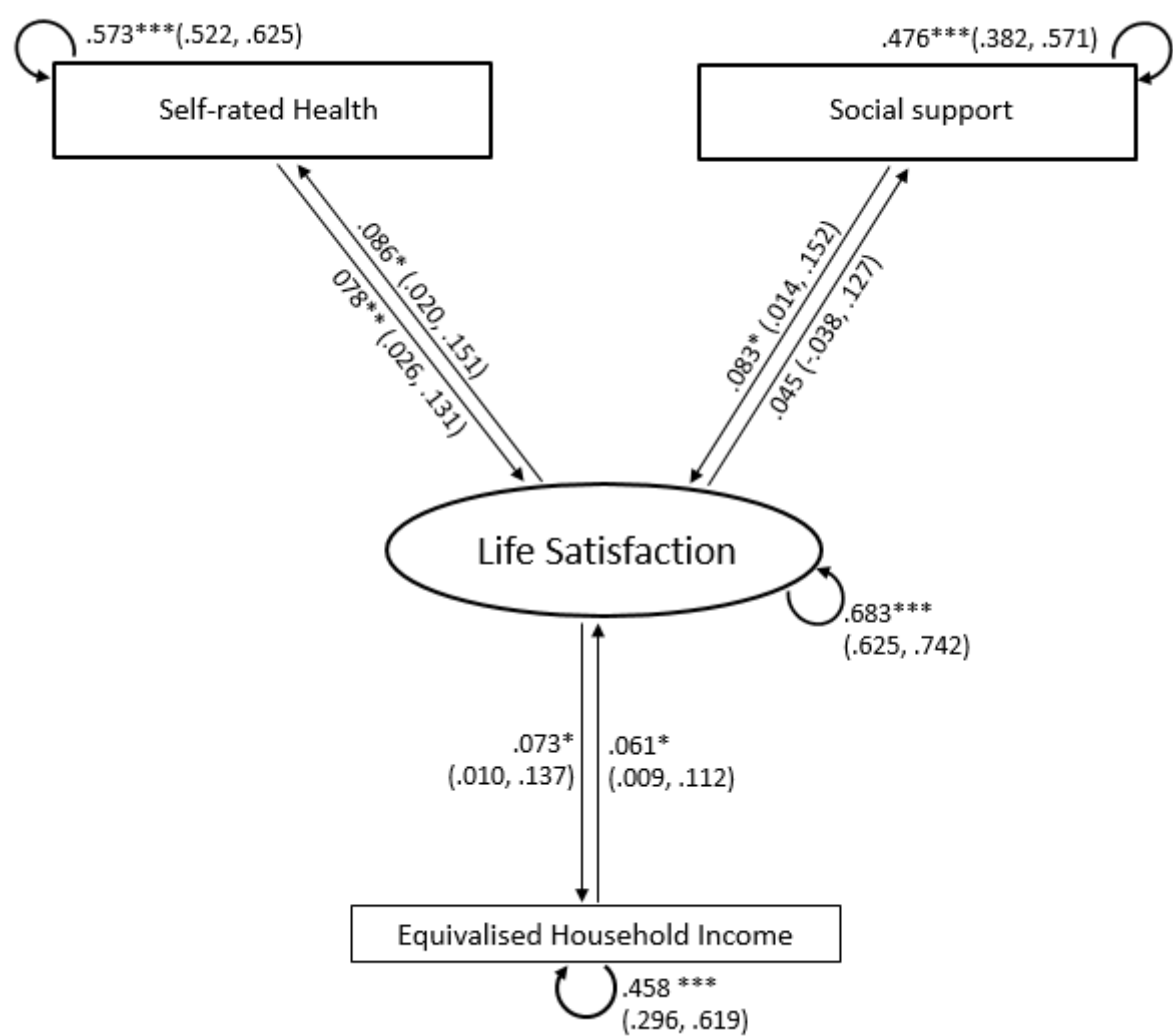 .573***(.522, .625)
.476***(.382, .571)
Self-rated Health
Social support
.086* (.020, .151)
078** (.026, .131)
.083* (.014, .152)
.045 (-.038, .127)
Life Satisfaction
.683***
(.625, .742)
.073*
(.010, .137)
.061*
(.009, .112)
Equivalised Household Income
.458 ***
(.296, .619)